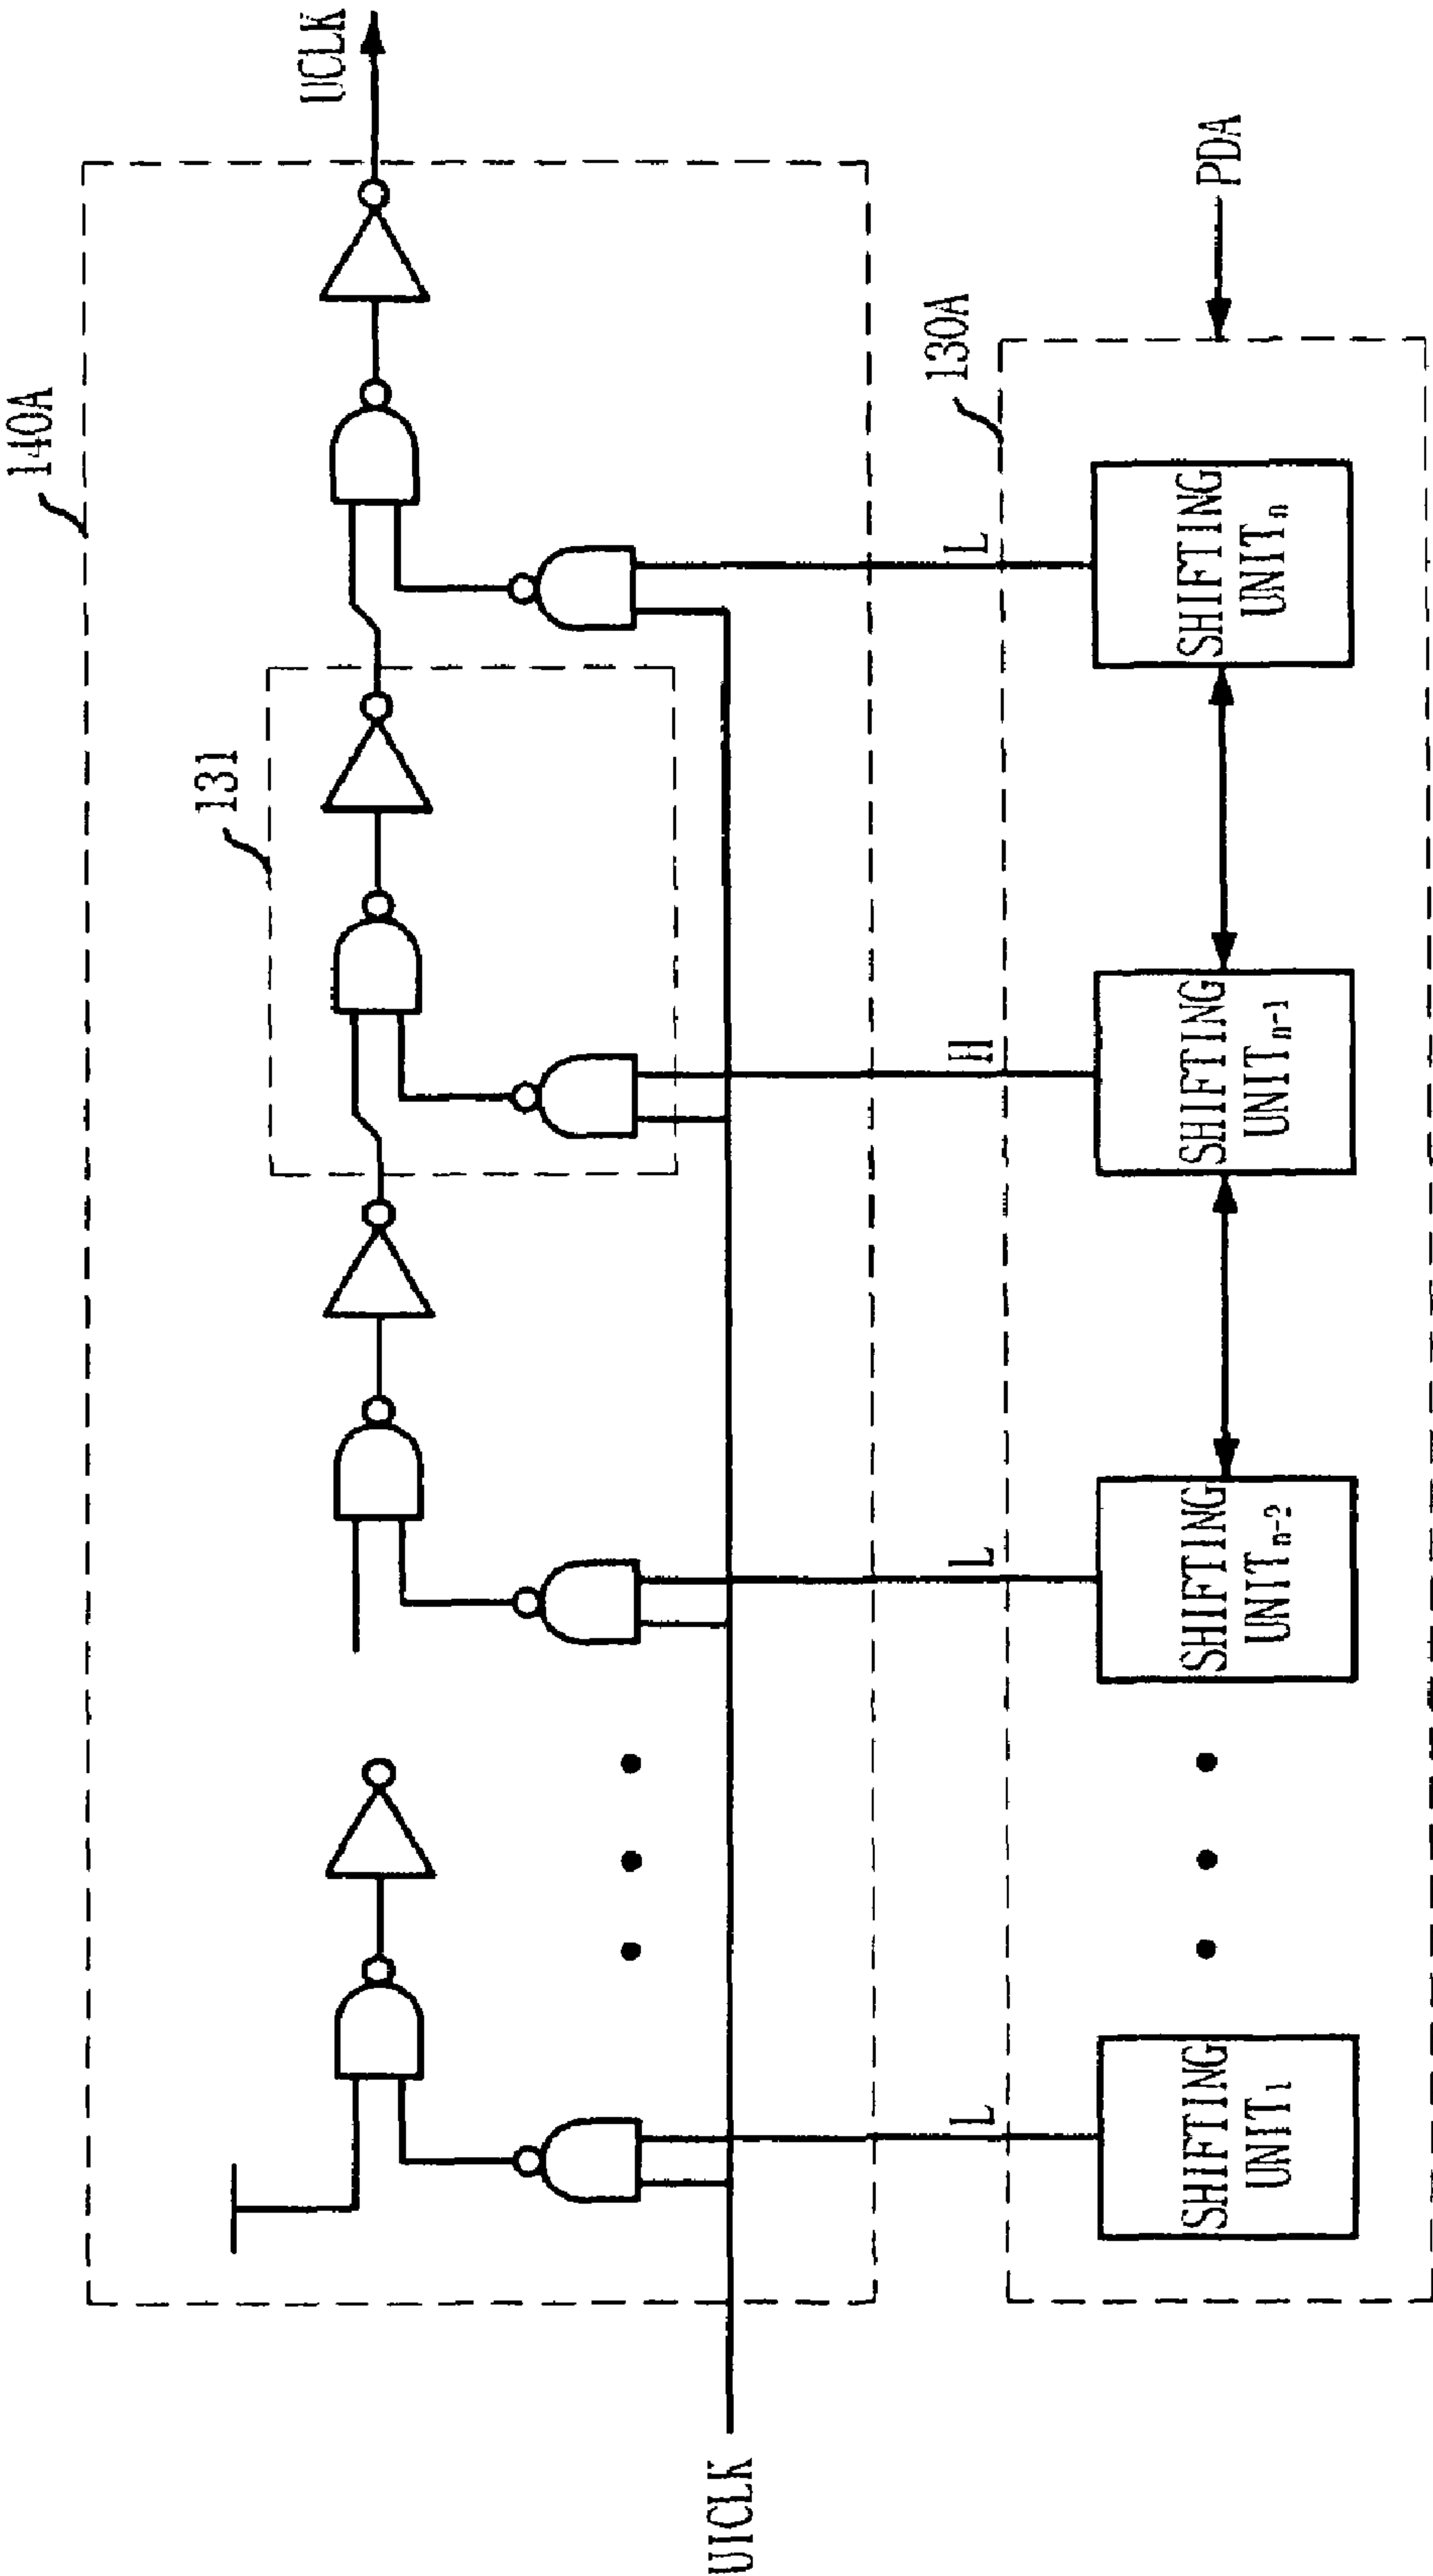 140A
UCLK
131
UICLK
L
L
H
L
130A
PDA
SHIFTING
UNIT1
SHIFTING
UNITn-2
SHIFTING
UNITn-1
SHIFTING
UNITn